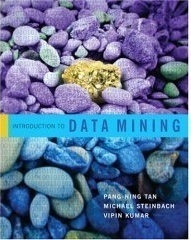 INTRODUCTION TO DATA MINING
PANG-NING TAN
MICHAEL STEINBACH
VIPIN KUMAR